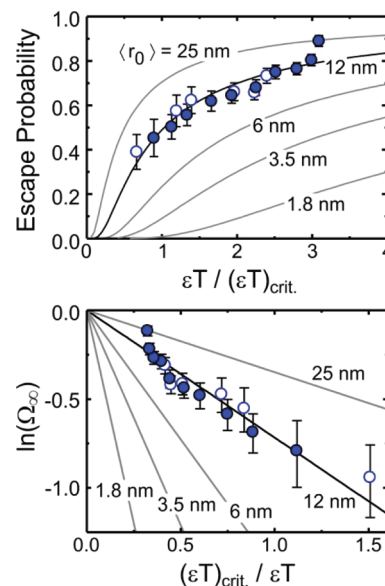 ⟨r₀⟩ = 25 nm
12 nm
6 nm
3.5 nm
1.8 nm
Escape Probability
1.0
0.8
0.6
0.4
0.2
0.0
0 1 2 3 4
εT / (εT)crit.
ln(Ω∞)
0.0
-0.5
-1.0
25 nm
12 nm
6 nm
3.5 nm
1.8 nm
0.0 0.5 1.0 1.5
(εT)crit. / εT